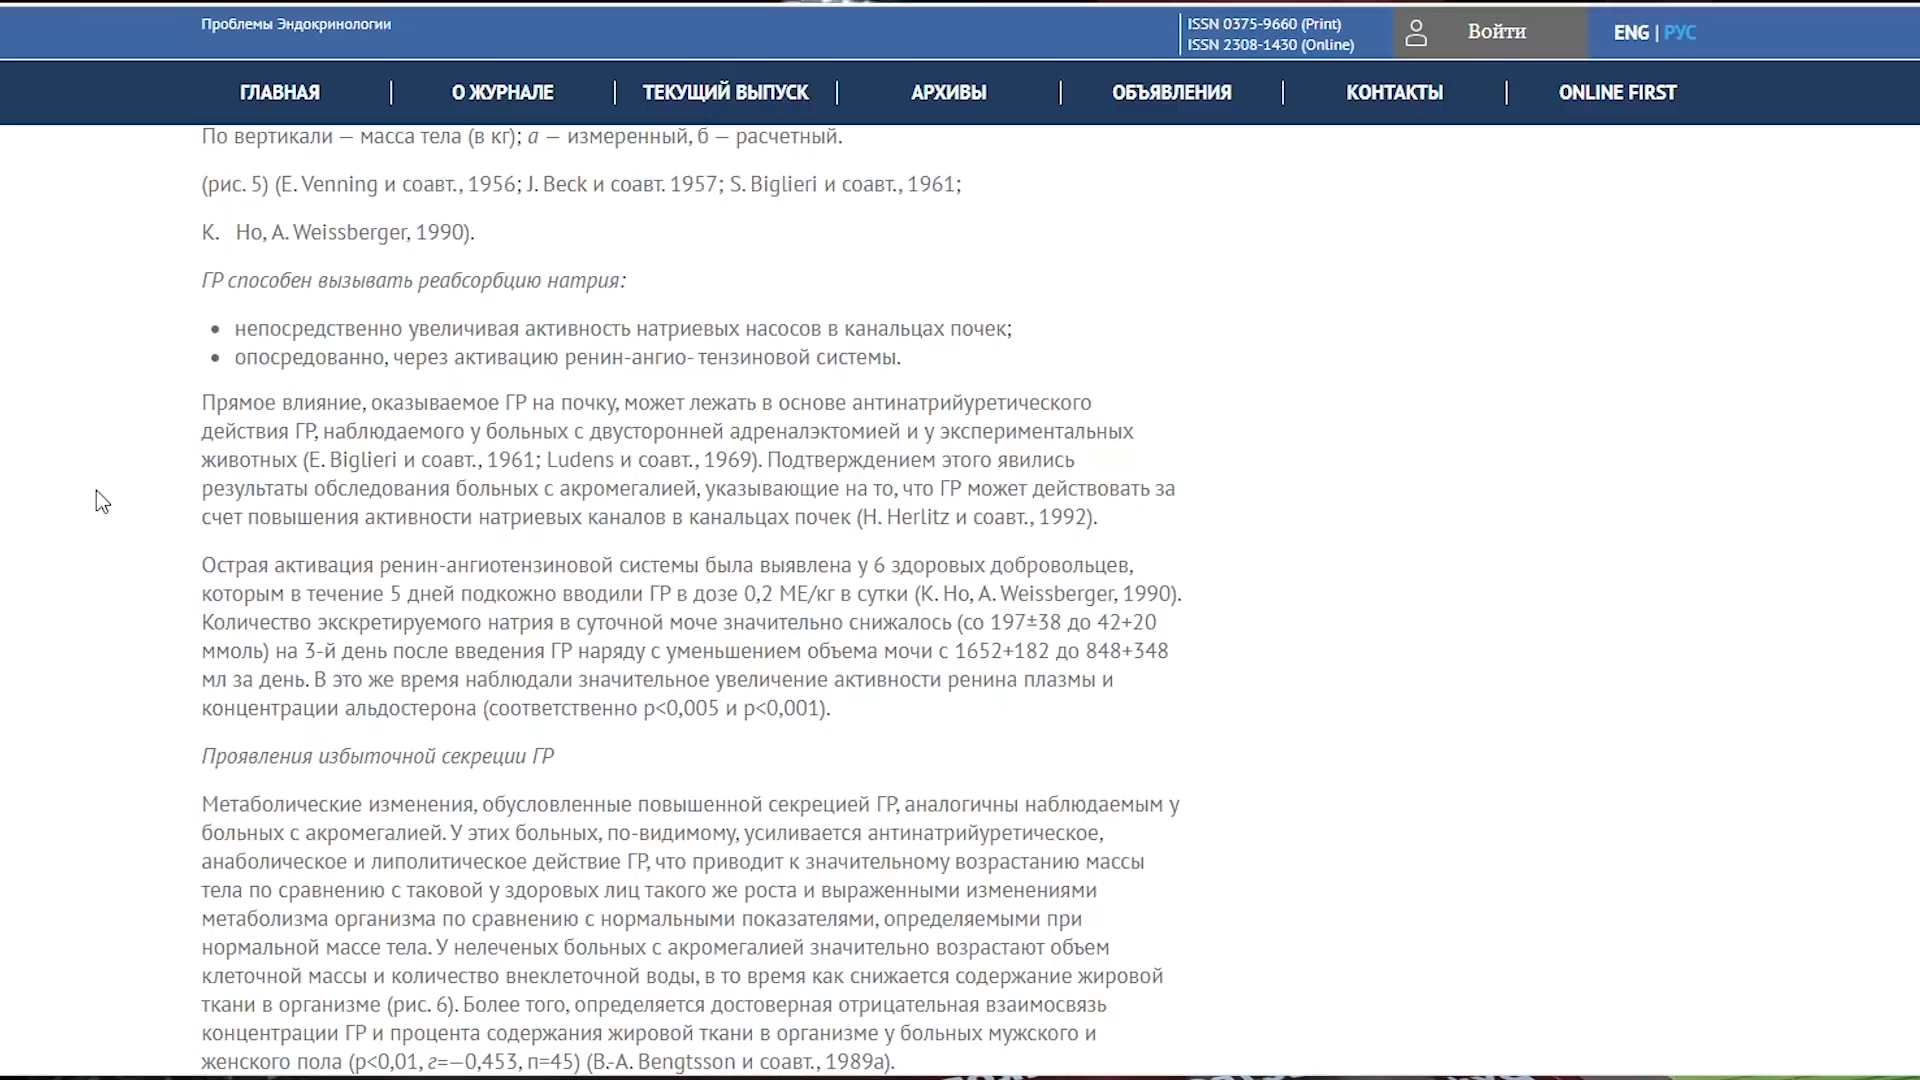 Проблемы Эндокринологии
ISSN 0375-9660 (Print)
ISSN 2308-1430 (Online)
Войти
ENG | РУС
ГЛАВНАЯ
О ЖУРНАЛЕ
ТЕКУЩИЙ ВЫПУСК
АРХИВЫ
ОБЪЯВЛЕНИЯ
КОНТАКТЫ
ONLINE FIRST
По вертикали — масса тела (в кг); а — измеренный, б — расчетный.
(рис. 5) (E. Venning и соавт., 1956; J. Beck и соавт. 1957; S. Biglieri и соавт., 1961;
К. Но, A. Weissberger, 1990).
ГР способен вызывать реабсорбцию натрия:
• непосредственно увеличивая активность натриевых насосов в канальцах почек;
• опосредованно, через активацию ренин-ангио- тензиновой системы.
Прямое влияние, оказываемое ГР на почку, может лежать в основе антинатрийуретического
действия ГР, наблюдаемого у больных с двусторонней адреналэктомией и у экспериментальных
животных (Е. Biglieri и соавт., 1961; Ludens и соавт., 1969). Подтверждением этого явились
результаты обследования больных с акромегалией, указывающие на то, что ГР может действовать за
счет повышения активности натриевых каналов в канальцах почек (Н. Herlitz и соавт., 1992).
Острая активация ренин-ангиотензиновой системы была выявлена у 6 здоровых добровольцев,
которым в течение 5 дней подкожно вводили ГР в дозе 0,2 МЕ/кг в сутки (К. Но, A. Weissberger, 1990).
Количество экскретируемого натрия в суточной моче значительно снижалось (со 197±38 до 42+20
ммоль) на 3-й день после введения ГР наряду с уменьшением объема мочи с 1652+182 до 848+348
мл за день. В это же время наблюдали значительное увеличение активности ренина плазмы и
концентрации альдостерона (соответственно p<0,005 и p<0,001).
Проявления избыточной секреции ГР
Метаболические изменения, обусловленные повышенной секрецией ГР, аналогичны наблюдаемым у
больных с акромегалией. У этих больных, по-видимому, усиливается антинатрийуретическое,
анаболическое и липолитическое действие ГР, что приводит к значительному возрастанию массы
тела по сравнению с таковой у здоровых лиц такого же роста и выраженными изменениями
метаболизма организма по сравнению с нормальными показателями, определяемыми при
нормальной массе тела. У нелеченых больных с акромегалией значительно возрастают объем
клеточной массы и количество внеклеточной воды, в то время как снижается содержание жировой
ткани в организме (рис. 6). Более того, определяется достоверная отрицательная взаимосвязь
концентрации ГР и процента содержания жировой ткани в организме у больных мужского и
женского пола (p<0,01, г=—0,453, п=45) (B.-A. Bengtsson и соавт., 1989а).